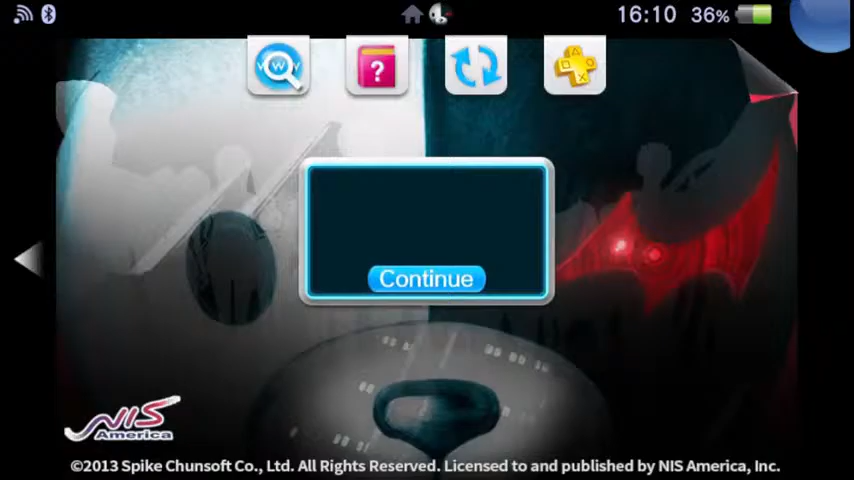 16:10 36%
W W W
?
Continue
NIS
America
©2013 Spike Chunsoft Co., Ltd. All Rights Reserved. Licensed to and published by NIS America, Inc.